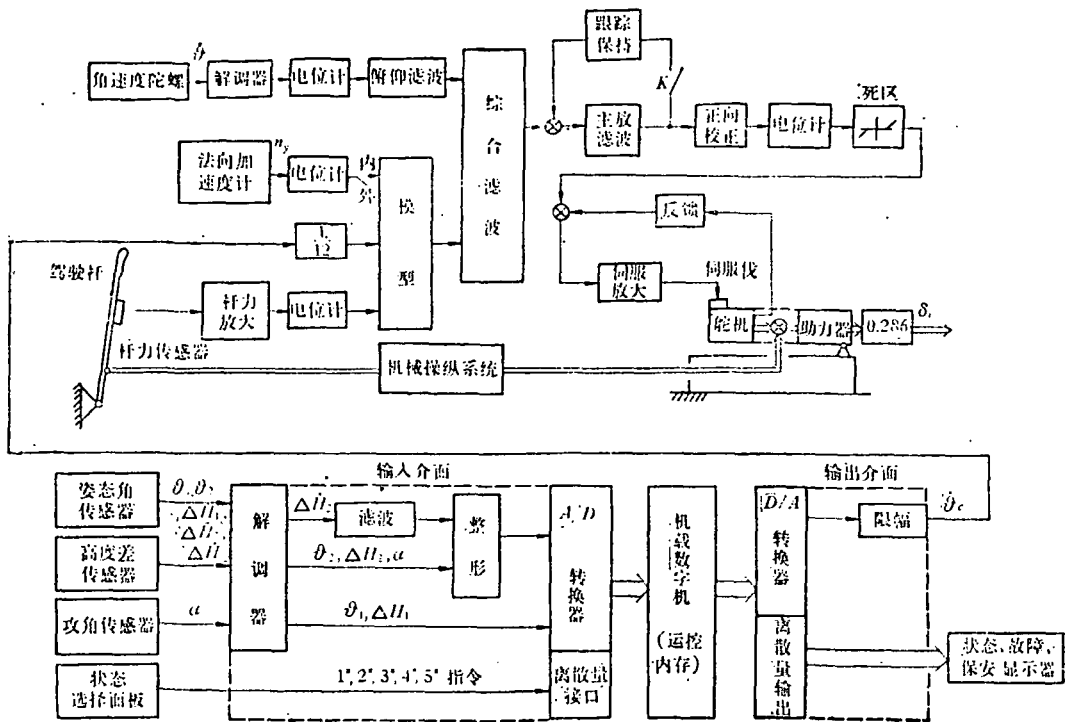 跟踪
保持
K
角速度陀螺
解调器
电位计
俯仰滤波
综合滤波
主放
滤波
正向
校正
电位计
死区
法向加
速度计
n_y
电位计
内
外
模型
反馈
驾驶杆
杆力
放大
电位计
伺服
放大
伺服伐
舵机
助力器
0.286
杆力传感器
机械操纵系统
输入介面
输出介面
姿态角
传感器
解调器
滤波
整形
A/D
转换器
机载数字机
(运控
内存)
D/A
转换器
限幅
高度差
传感器
ϑ₂,ΔH₂,α
攻角传感器
α
ϑ₁,ΔH₁
离散量输出
状态、故障,
保安显示器
状态
选择面板
1°,2°,3°,4°,5° 指令
离散量
接口